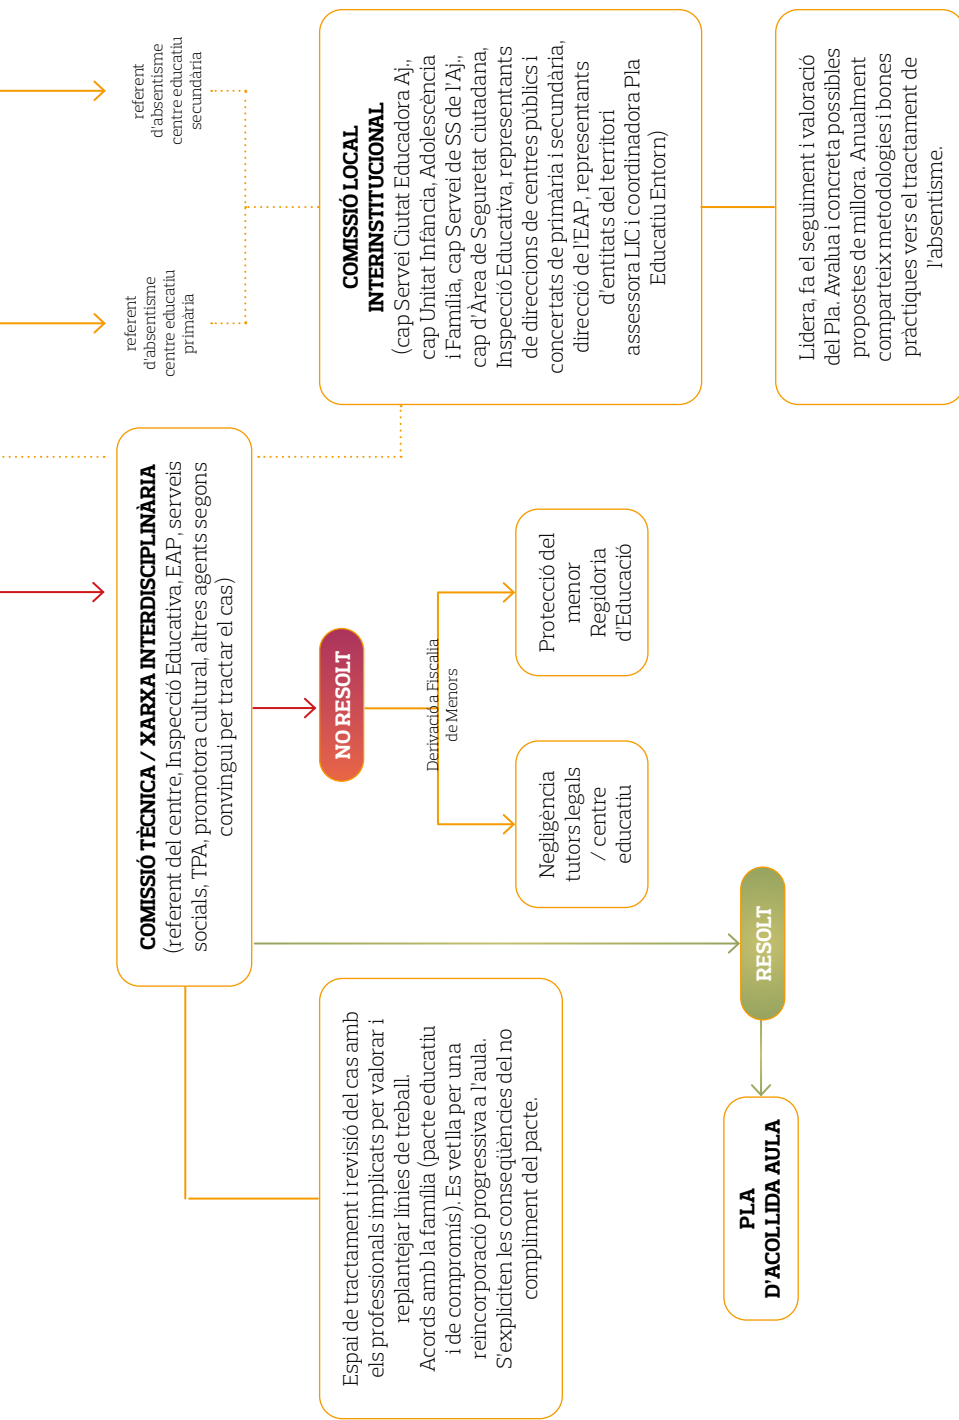 Espai de tractament i revisió del cas amb
els professionals implicats per valorar i
replantejar línies de treball.
Acords amb la família (pacte educatiu
i de compromís). Es vetlla per una
reincorporació progressiva a l'aula.
S'expliciten les conseqüències del no
compliment del pacte.
COMISSIÓ TÈCNICA / XARXA INTERDISCIPLINÀRIA
(referent del centre, Inspecció Educativa, EAP, serveis
socials, TPA, promotora cultural, altres agents segons
convingui per tractar el cas)
referent
d'absentisme
centre educatiu
primària
referent
d'absentisme
centre educatiu
secundària
NO RESOLT
Derivació a Fiscalia
de Menors
Negligència
tutors legals
/ centre
educatiu
Protecció del
menor
Regidoria
d'Educació
COMISSIÓ LOCAL
INTERINSTITUCIONAL
(cap Servei Ciutat Educadora Aj.,
cap Unitat Infància, Adolescència
i Família, cap Servei de SS de l'Aj.,
cap d'Àrea de Seguretat ciutadana,
Inspecció Educativa, representants
de direccions de centres públics i
concertats de primària i secundària,
direcció de l'EAP, representants
d'entitats del territori
assessora LIC i coordinadora Pla
Educatiu Entorn)
PLA
D'ACOLLIDA AULA
RESOLT
Lidera, fa el seguiment i valoració
del Pla. Avalua i concreta possibles
propostes de millora. Anualment
comparteix metodologies i bones
pràctiques vers el tractament de
l'absentisme.